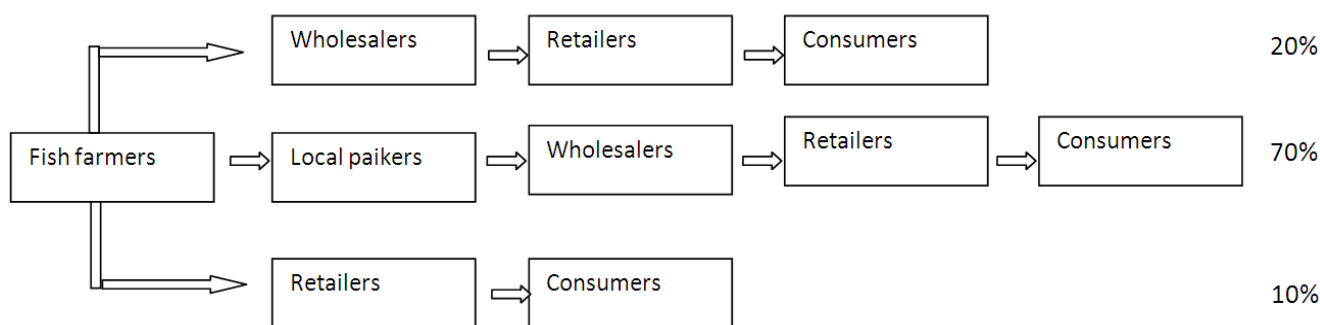 Wholesalers Retailers Consumers 20%
Fish farmers Local paikers Wholesalers Retailers Consumers 70%
Retailers Consumers 10%